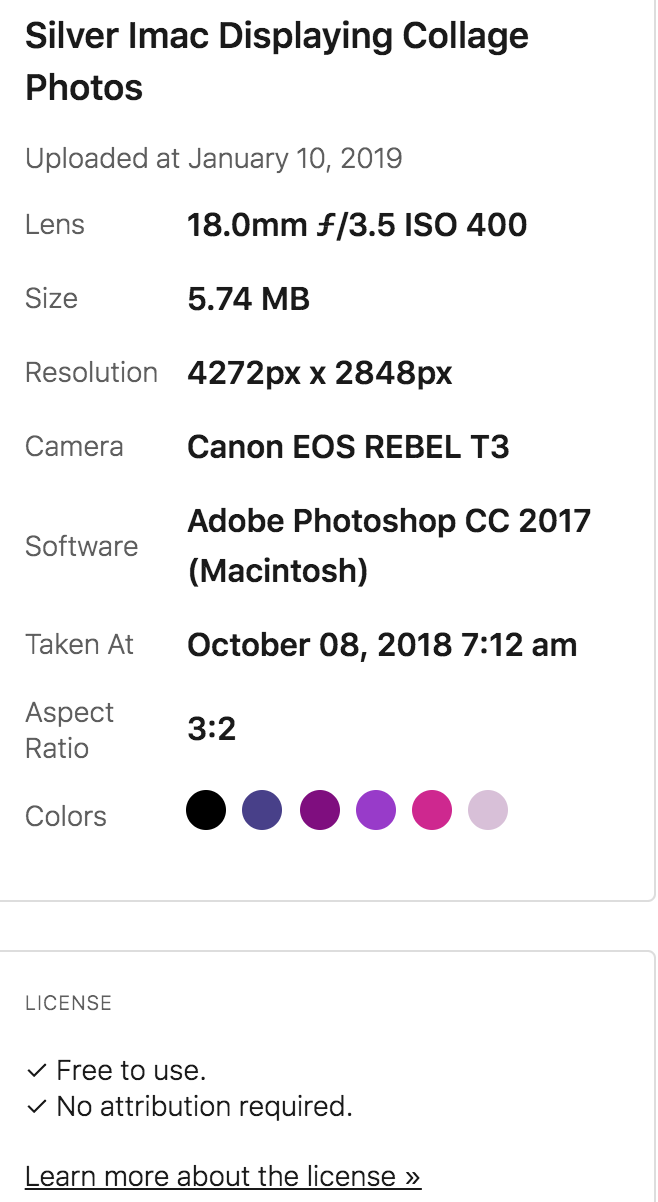 Silver Imac Displaying Collage
Photos
Uploaded at January 10, 2019
Lens 18.0mm ƒ/3.5 ISO 400
Size 5.74 MB
Resolution 4272px x 2848px
Camera Canon EOS REBEL T3
Software Adobe Photoshop CC 2017
(Macintosh)
Taken At October 08, 2018 7:12 am
Aspect
Ratio 3:2
Colors
LICENSE
✓ Free to use.
✓ No attribution required.
Learn more about the license »